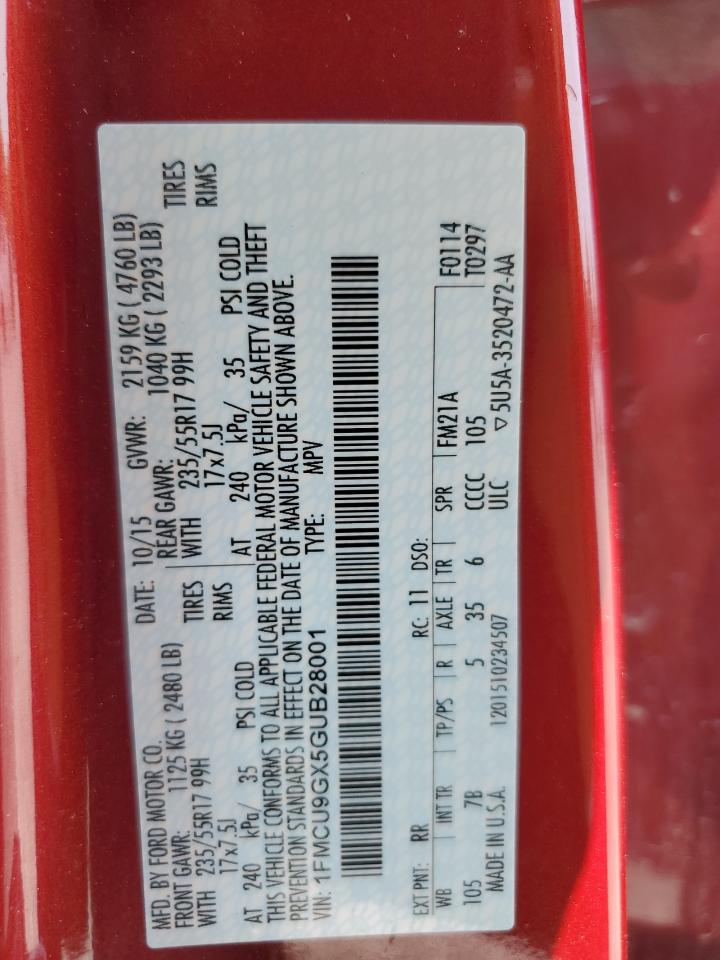 MFD. BY FORD MOTOR CO. DATE: 10/15 GVWR: 2159 KG ( 4760 LB)
FRONT GAWR: 1125 KG ( 2480 LB) REAR GAWR: 1040 KG ( 2293 LB)
WITH 235/55R17 99H TIRES WITH 235/55R17 99H TIRES
17x7.5J RIMS 17x7.5J RIMS
AT 240 kPa/ 35 PSI COLD AT 240 kPa/ 35 PSI COLD
THIS VEHICLE CONFORMS TO ALL APPLICABLE FEDERAL MOTOR VEHICLE SAFETY AND THEFT
PREVENTION STANDARDS IN EFFECT ON THE DATE OF MANUFACTURE SHOWN ABOVE.
VIN: 1FMCU9GX5GUB28001 TYPE: MPV
EXT PNT: RR RC: 11 DSO: FM21A F0114
WB INT TR TP/PS R AXLE TR SPR T0297
105 7B 5 35 6 CCCC 105
MADE IN U.S.A. 1201510234507 ULC ▽5U5A-3520472-AA